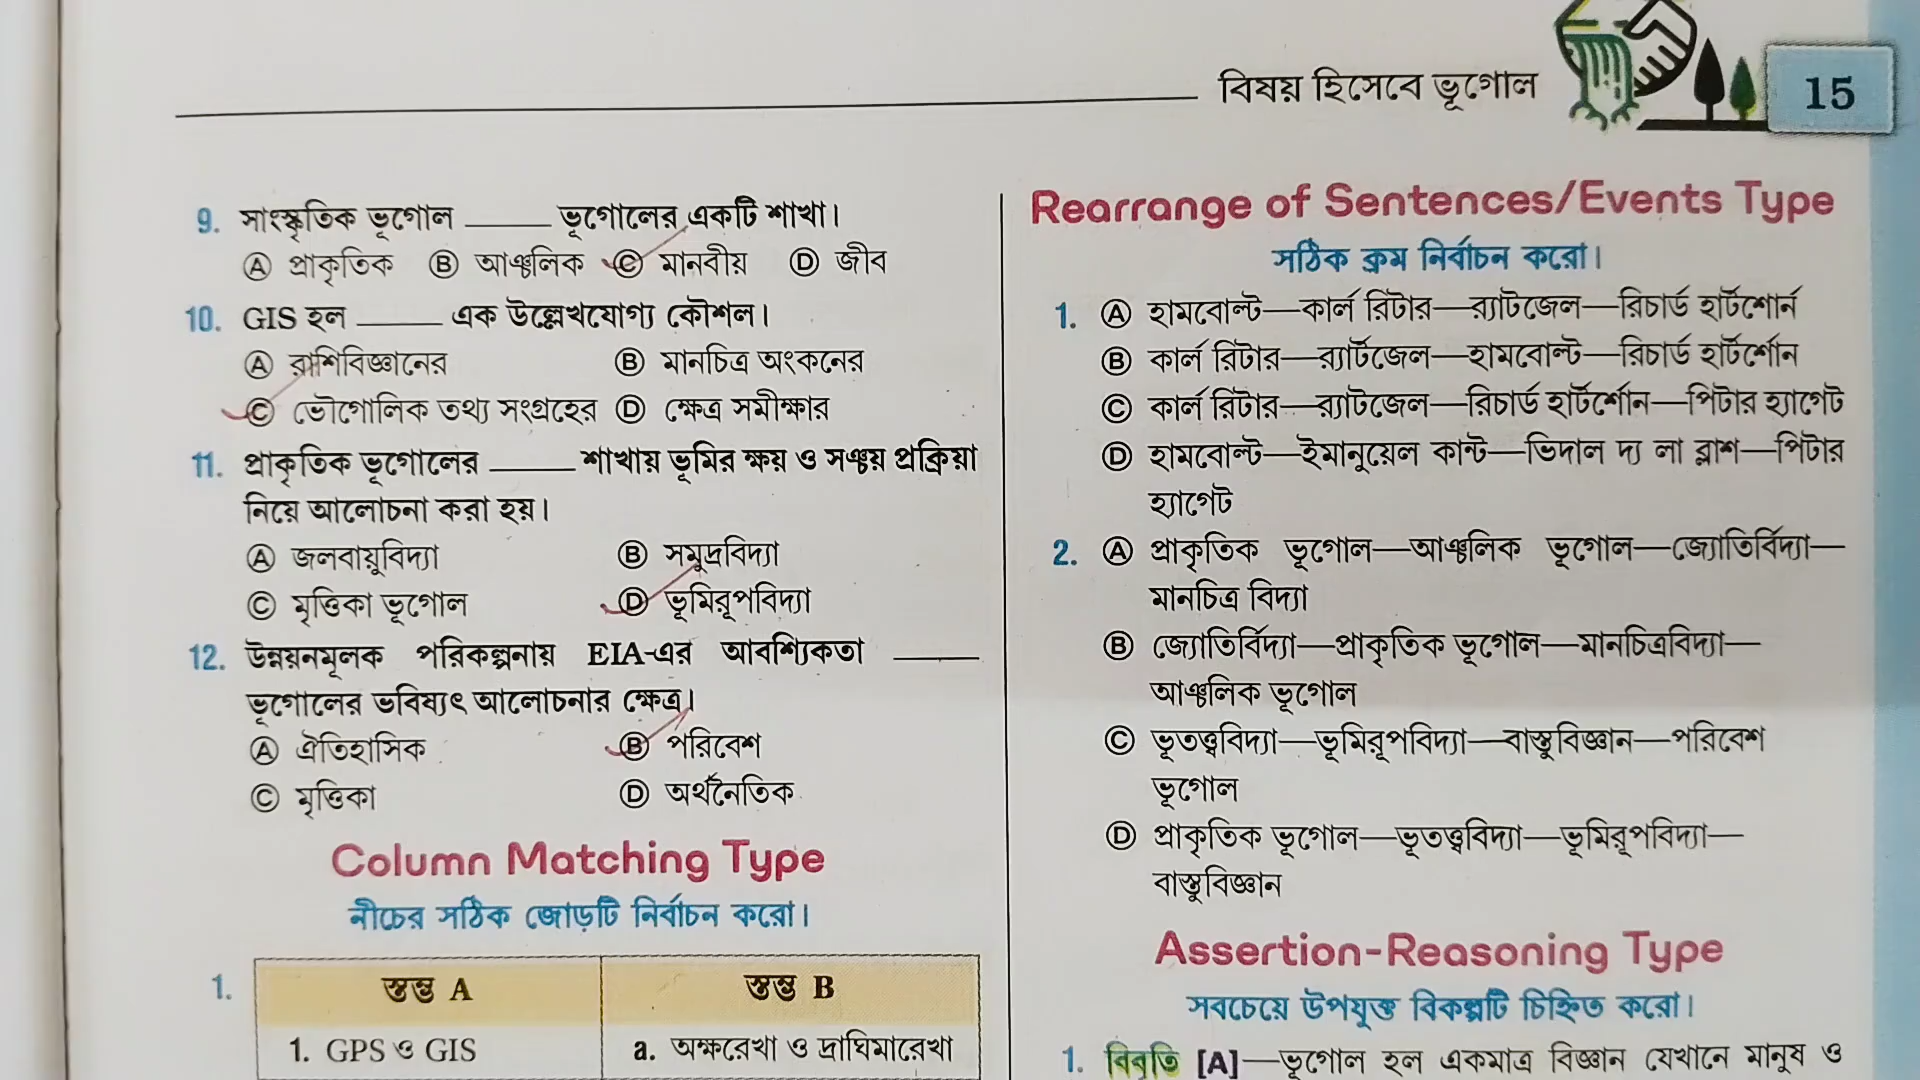 বিষয় হিসেবে ভূগোল
15
9. সাংস্কৃতিক ভূগোল ______ ভূগোলের একটি শাখা।
Ⓐ প্রাকৃতিক Ⓑ আঞ্চলিক Ⓒ মানবীয় Ⓓ জীব
10. GIS হল ______ এক উল্লেখযোগ্য কৌশল।
Ⓐ রাশিবিজ্ঞানের Ⓑ মানচিত্র অংকনের
Ⓒ ভৌগোলিক তথ্য সংগ্রহের Ⓓ ক্ষেত্র সমীক্ষার
11. প্রাকৃতিক ভূগোলের ______ শাখায় ভূমির ক্ষয় ও সঞ্চয় প্রক্রিয়া
নিয়ে আলোচনা করা হয়।
Ⓐ জলবায়ুবিদ্যা Ⓑ সমুদ্রবিদ্যা
Ⓒ মৃত্তিকা ভূগোল Ⓓ ভূমিরূপবিদ্যা
12. উন্নয়নমূলক পরিকল্পনায় EIA-এর আবশ্যিকতা ______
ভূগোলের ভবিষ্যৎ আলোচনার ক্ষেত্র।
Ⓐ ঐতিহাসিক Ⓑ পরিবেশ
Ⓒ মৃত্তিকা Ⓓ অর্থনৈতিক
Column Matching Type
নীচের সঠিক জোড়টি নির্বাচন করো।
1. স্তম্ভ A স্তম্ভ B
1. GPS ও GIS a. অক্ষরেখা ও দ্রাঘিমারেখা
Rearrange of Sentences/Events Type
সঠিক ক্রম নির্বাচন করো।
1. Ⓐ হামবোল্ট—কার্ল রিটার—র‍্যাটজেল—রিচার্ড হার্টশোর্ন
Ⓑ কার্ল রিটার—র‍্যার্টজেল—হামবোল্ট—রিচার্ড হার্টর্শোন
Ⓒ কার্ল রিটার—র‍্যাটজেল—রিচার্ড হার্টর্শোন—পিটার হ্যাগেট
Ⓓ হামবোল্ট—ইমানুয়েল কান্ট—ভিদাল দ্য লা ব্লাশ—পিটার
হ্যাগেট
2. Ⓐ প্রাকৃতিক ভূগোল—আঞ্চলিক ভূগোল—জ্যোতির্বিদ্যা—
মানচিত্র বিদ্যা
Ⓑ জ্যোতির্বিদ্যা—প্রাকৃতিক ভূগোল—মানচিত্রবিদ্যা—
আঞ্চলিক ভূগোল
Ⓒ ভূতত্ত্ববিদ্যা—ভূমিরূপবিদ্যা—বাস্তুবিজ্ঞান—পরিবেশ
ভূগোল
Ⓓ প্রাকৃতিক ভূগোল—ভূতত্ত্ববিদ্যা—ভূমিরূপবিদ্যা—
বাস্তুবিজ্ঞান
Assertion-Reasoning Type
সবচেয়ে উপযুক্ত বিকল্পটি চিহ্নিত করো।
1. বিবৃতি [A]—ভূগোল হল একমাত্র বিজ্ঞান যেখানে মানুষ ও